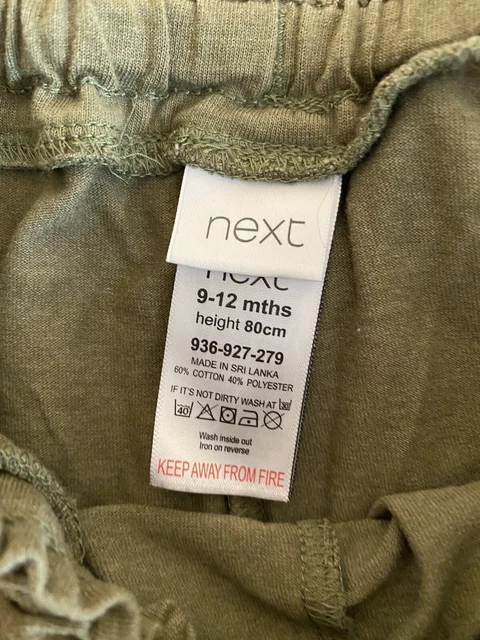 next
next
9-12 mths
height 80cm
936-927-279
MADE IN SRI LANKA
60% COTTON 40% POLYESTER
IF IT'S NOT DIRTY WASH AT 30
40
Wash inside out
Iron on reverse
KEEP AWAY FROM FIRE